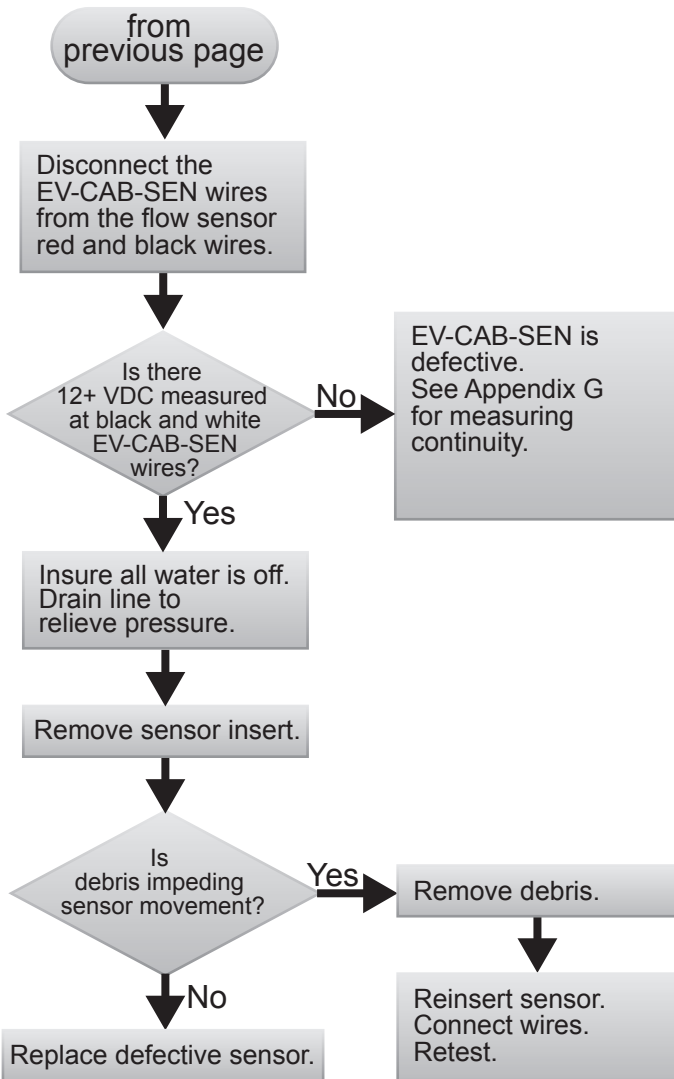 from
previous page
Disconnect the
EV-CAB-SEN wires
from the flow sensor
red and black wires.
Is there
12+ VDC measured
at black and white
EV-CAB-SEN
wires?
No
EV-CAB-SEN is
defective.
See Appendix G
for measuring
continuity.
Yes
Insure all water is off.
Drain line to
relieve pressure.
Remove sensor insert.
Is
debris impeding
sensor movement?
Yes
Remove debris.
No
Reinsert sensor.
Connect wires.
Retest.
Replace defective sensor.